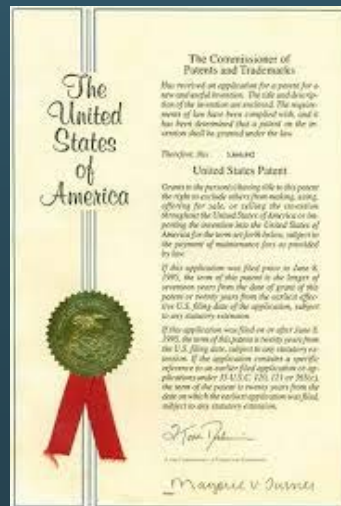 The
United
States
of
America
The Commissioner of
Patents and Trademarks
Has received an application for a patent for a
new and useful invention. The title and descrip-
tion of the invention are enclosed. The require-
ments of law have been complied with, and it
has been determined that a patent on the in-
vention shall be granted under the law.
Therefore, this
United States Patent
Grants to the person(s) having title to this patent
the right to exclude others from making, using,
offering for sale, or selling the invention
throughout the United States of America or im-
porting the invention into the United States of
America for the term set forth below, subject to
the payment of maintenance fees as provided
by law.
If this application was filed prior to June 8,
1995, the term of this patent is the longer of
seventeen years from the date of grant of this
patent or twenty years from the earliest effec-
tive U.S. filing date of the application, subject
to any statutory extension.
If this application was filed on or after June 8,
1995, the term of this patent is twenty years from
the U.S. filing date, subject to any statutory ex-
tension. If the application contains a specific
reference to an earlier filed application or ap-
plications under 35 U.S.C. 120, 121 or 365(c),
the term of the patent is twenty years from the
date on which the earliest application was filed,
subject to any statutory extension.
Marjorie V. Turner